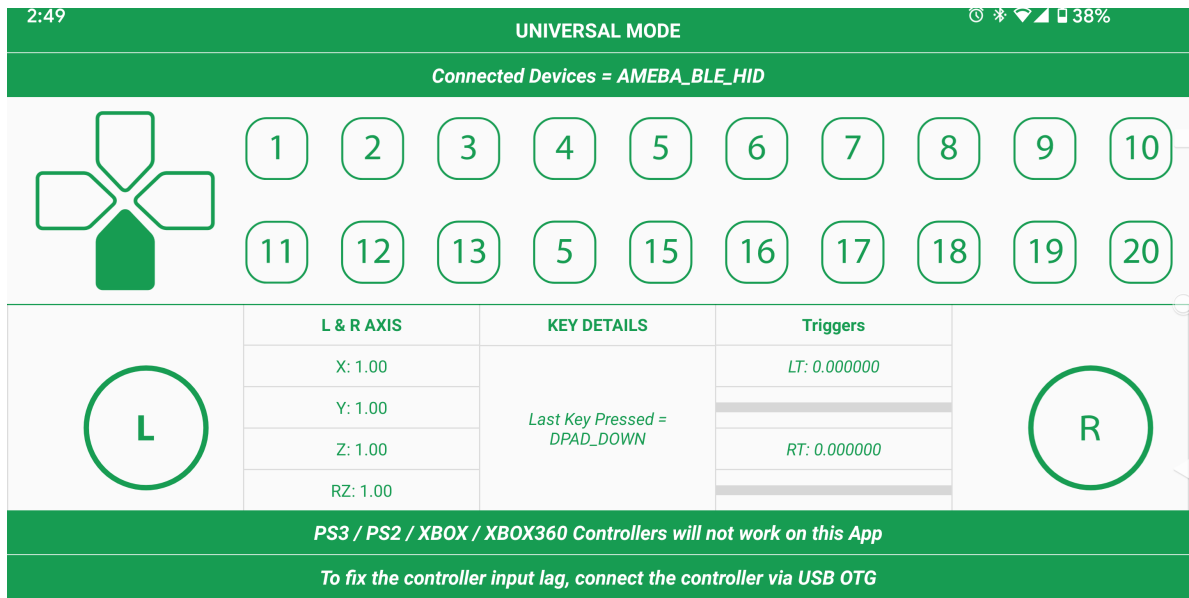 2:49
38%
UNIVERSAL MODE
Connected Devices = AMEBA_BLE_HID
1 2 3 4 5 6 7 8 9 10
11 12 13 5 15 16 17 18 19 20
L & R AXIS
X: 1.00
Y: 1.00
Z: 1.00
RZ: 1.00
KEY DETAILS
Last Key Pressed =
DPAD_DOWN
Triggers
LT: 0.000000
RT: 0.000000
L
R
PS3 / PS2 / XBOX / XBOX360 Controllers will not work on this App
To fix the controller input lag, connect the controller via USB OTG